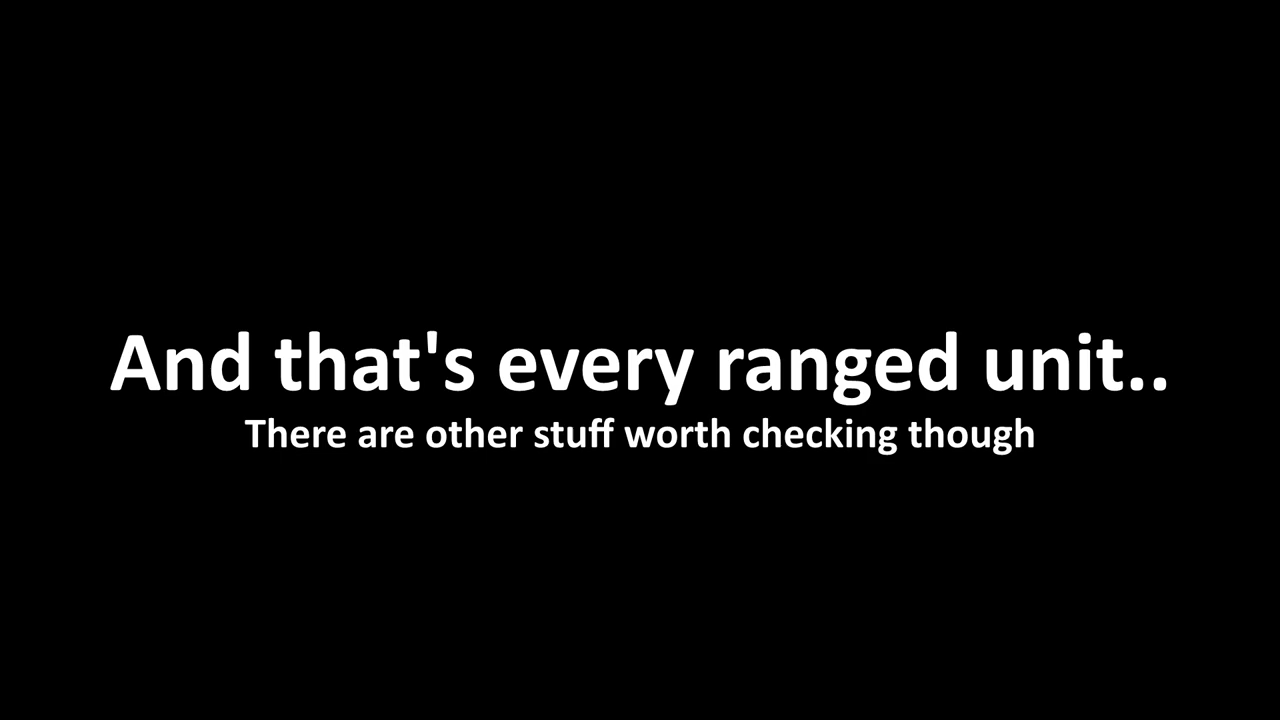 And that's every ranged unit..
There are other stuff worth checking though